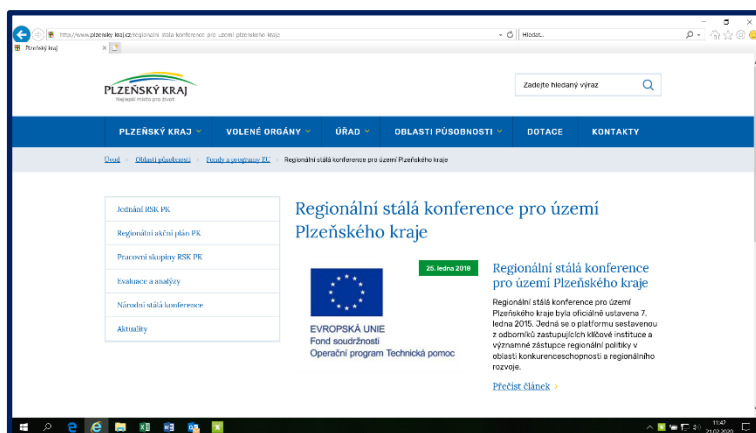 http://www.plzensky-kraj.cz/regionalni-stala-konference-pro-uzemi-plzenskeho-kraje
Hledat...
Plzeňský kraj
PLZEŇSKÝ KRAJ
Nejlepší místo pro život
Zadejte hledaný výraz
PLZEŇSKÝ KRAJ
VOLENÉ ORGÁNY
ÚŘAD
OBLASTI PŮSOBNOSTI
DOTACE
KONTAKTY
Úvod
Oblasti působnosti
Fondy a programy EU
Regionální stálá konference pro území Plzeňského kraje
Jednání RSK PK
Regionální akční plán PK
Pracovní skupiny RSK PK
Evaluace a analýzy
Národní stálá konference
Aktuality
Regionální stálá konference pro území
Plzeňského kraje
EVROPSKÁ UNIE
Fond soudržnosti
Operační program Technická pomoc
25. ledna 2018
Regionální stálá konference
pro území Plzeňského kraje
Regionální stálá konference pro území
Plzeňského kraje byla oficiálně ustavena 7.
ledna 2015. Jedná se o platformu sestavenou
z odborníků zastupujících klíčové instituce a
významné zástupce regionální politiky v
oblasti konkurenceschopnosti a regionálního
rozvoje.
Přečíst článek
11:47
21.02.2020